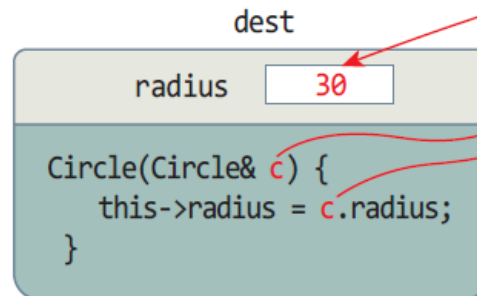 dest
radius 30
Circle(Circle& c) {
this->radius = c.radius;
}